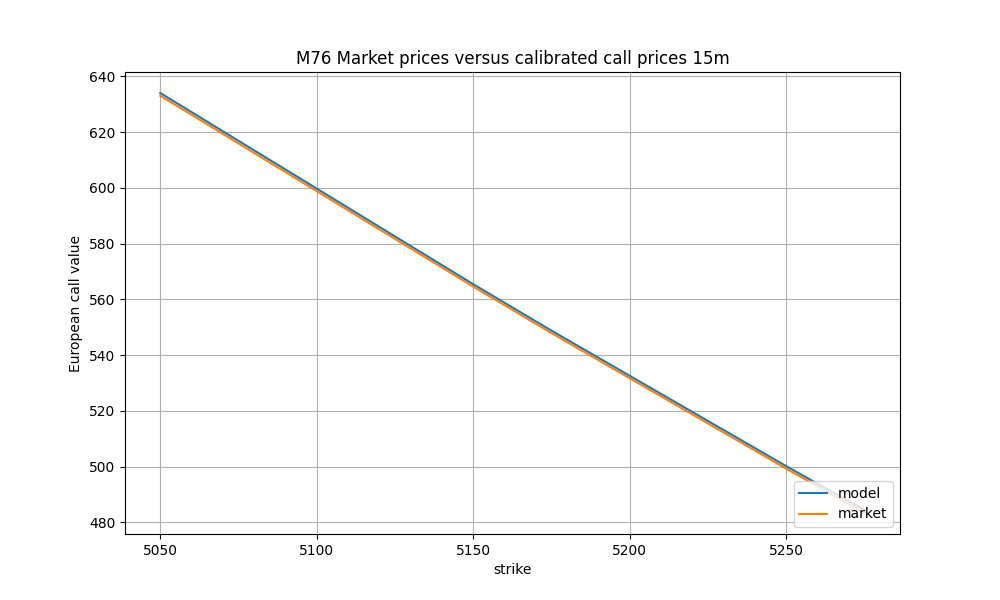 M76 Market prices versus calibrated call prices 15m
640
620
600
580
560
540
520
500
480
European call value
5050 5100 5150 5200 5250
strike
model
market